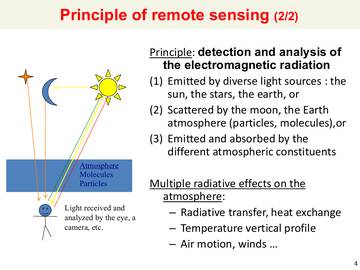 Principle of remote sensing (2/2)
Principle: detection and analysis of
the electromagnetic radiation
(1) Emitted by diverse light sources : the
sun, the stars, the earth, or
(2) Scattered by the moon, the Earth
atmosphere (particles, molecules),or
(3) Emitted and absorbed by the
different atmospheric constituents
Atmosphere
Molecules
Particles
Light received and
analyzed by the eye, a
camera, etc.
Multiple radiative effects on the
atmosphere:
– Radiative transfer, heat exchange
– Temperature vertical profile
– Air motion, winds ...
4